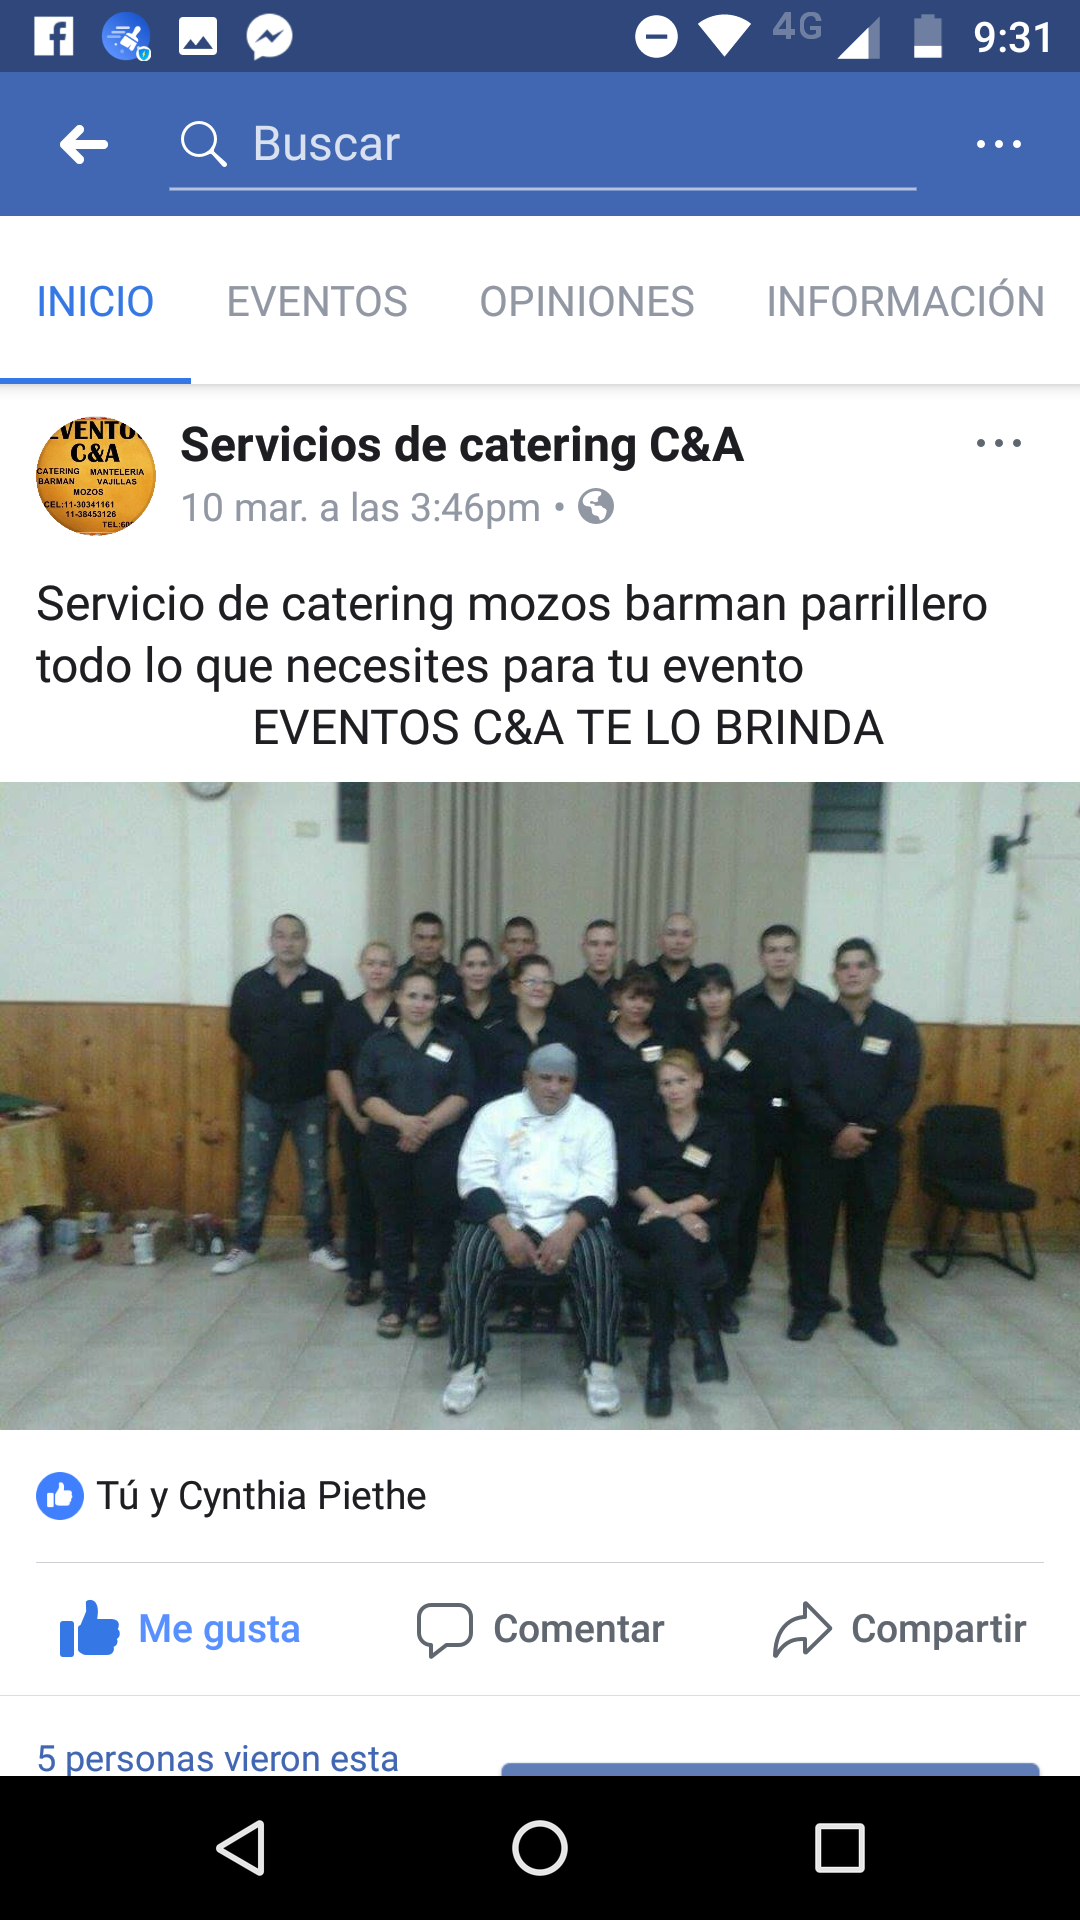 4G 9:31
Buscar
INICIO EVENTOS OPINIONES INFORMACIÓN
EVENTOS
C&A
CATERING MANTELERIA
BARMAN VAJILLAS
MOZOS
CEL:11-30341161
11-38453126
TEL:60
Servicios de catering C&A
10 mar. a las 3:46pm •
Servicio de catering mozos barman parrillero
todo lo que necesites para tu evento
EVENTOS C&A TE LO BRINDA
Tú y Cynthia Piethe
Me gusta Comentar Compartir
5 personas vieron esta